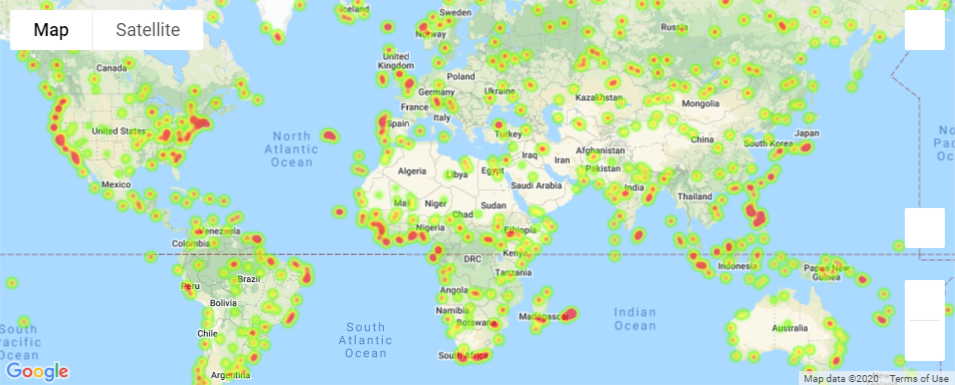 Map Satellite
Iceland
Sweden
Norway
Russia
Canada
United
Kingdom
Poland
Germany
Ukraine
France
Kazakhstan
Mongolia
Italy
Spain
United States
North
Atlantic
Ocean
Turkey
China
Japan
South Korea
Iraq
Iran
Afghanistan
Pakistan
Algeria
Libya
Egypt
Saudi Arabia
India
Mexico
Mali
Niger
Chad
Sudan
Thailand
Nigeria
Ethiopia
Venezuela
Colombia
Kenya
DRC
Tanzania
Indonesia
Papua New
Guinea
Brazil
Peru
Bolivia
Angola
Namibia
Botswana
Madagascar
Indian
Ocean
Australia
Chile
South
Atlantic
Ocean
South
Pacific
Ocean
South Africa
Argentina
Google
Map data ©2020 Terms of Use